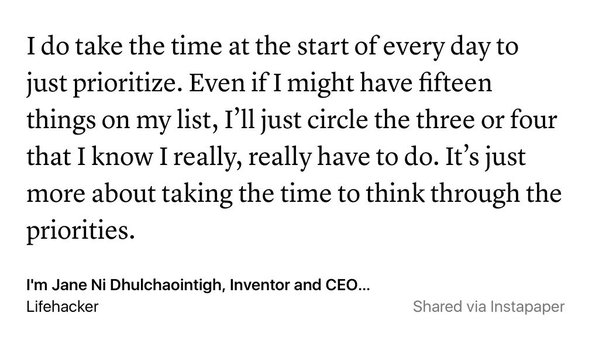 I do take the time at the start of every day to
just prioritize. Even if I might have fifteen
things on my list, I’ll just circle the three or four
that I know I really, really have to do. It’s just
more about taking the time to think through the
priorities.
I'm Jane Ni Dhulchaointigh, Inventor and CEO...
Lifehacker
Shared via Instapaper